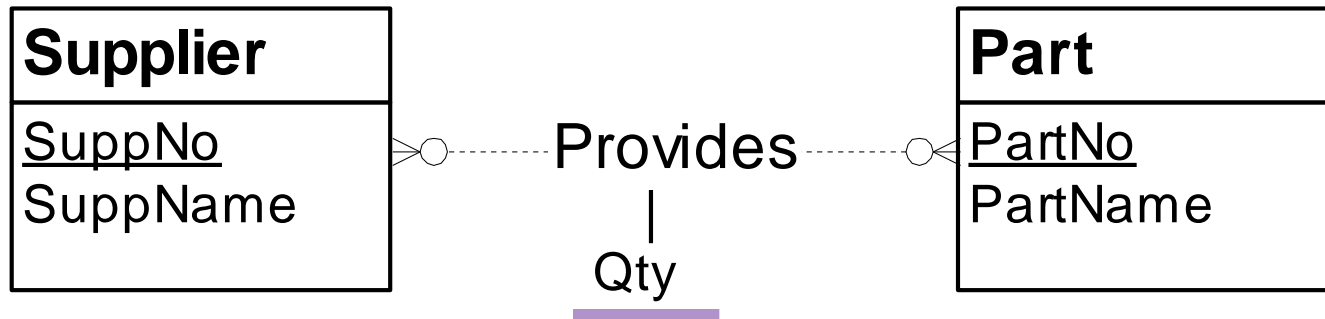 Supplier
SuppNo
SuppName
Provides
Qty
Part
PartNo
PartName